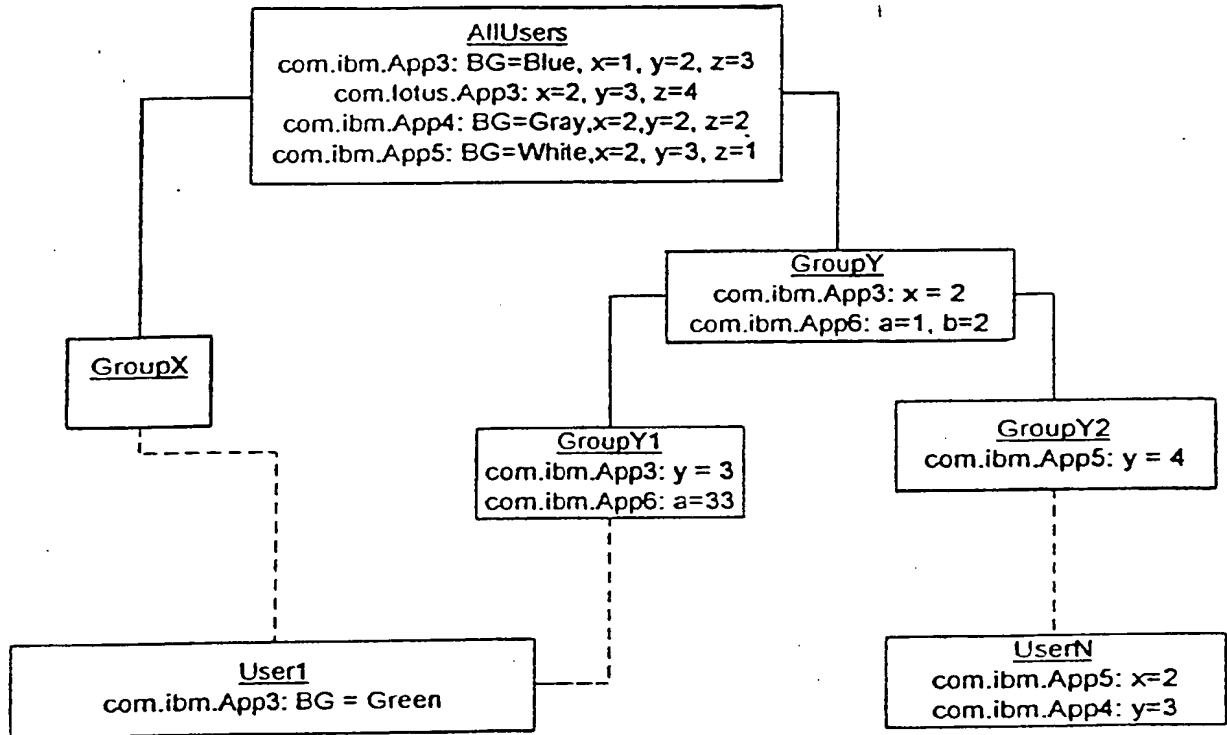 AllUsers
com.ibm.App3: BG=Blue, x=1, y=2, z=3
com.lotus.App3: x=2, y=3, z=4
com.ibm.App4: BG=Gray,x=2,y=2, z=2
com.ibm.App5: BG=White,x=2, y=3, z=1
GroupY
com.ibm.App3: x = 2
com.ibm.App6: a=1, b=2
GroupX
GroupY1
com.ibm.App3: y = 3
com.ibm.App6: a=33
GroupY2
com.ibm.App5: y = 4
User1
com.ibm.App3: BG = Green
UserN
com.ibm.App5: x=2
com.ibm.App4: y=3